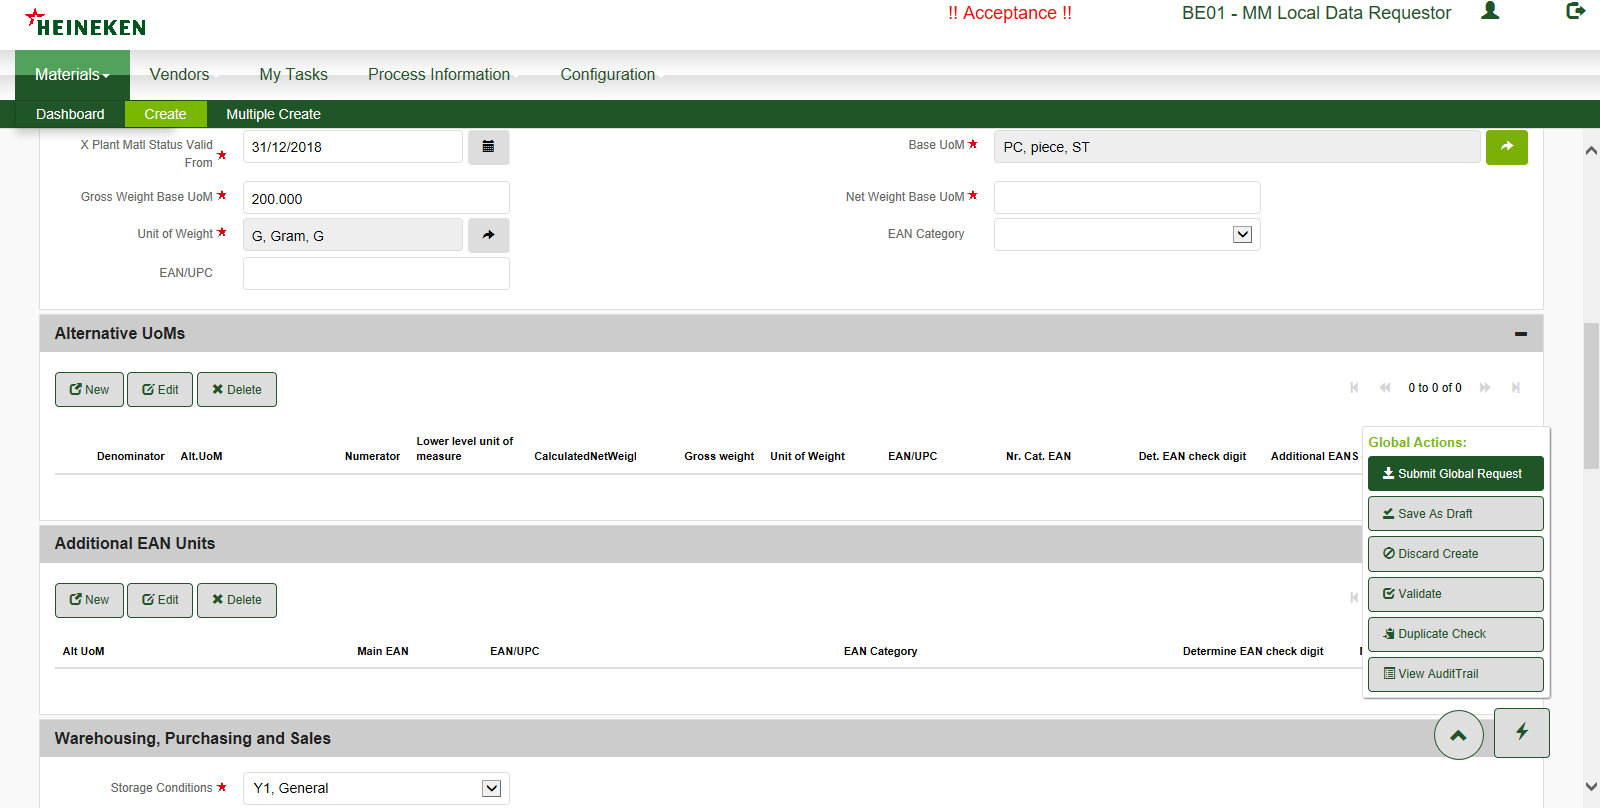 HEINEKEN
!! Acceptance !!
BE01 - MM Local Data Requestor
Materials
Vendors
My Tasks
Process Information
Configuration
Dashboard
Create
Multiple Create
X Plant Matl Status Valid
From
31/12/2018
Base UoM
PC, piece, ST
Gross Weight Base UoM
200.000
Net Weight Base UoM
Unit of Weight
G, Gram, G
EAN Category
EAN/UPC
Alternative UoMs
New
Edit
Delete
0 to 0 of 0
Denominator
Alt.UoM
Numerator
Lower level unit of
measure
CalculatedNetWeigl
Gross weight
Unit of Weight
EAN/UPC
Nr. Cat. EAN
Det. EAN check digit
Additional EANS
Global Actions:
Submit Global Request
Save As Draft
Discard Create
Validate
Duplicate Check
View AuditTrail
Additional EAN Units
New
Edit
Delete
Alt UoM
Main EAN
EAN/UPC
EAN Category
Determine EAN check digit
Warehousing, Purchasing and Sales
Storage Conditions
Y1, General